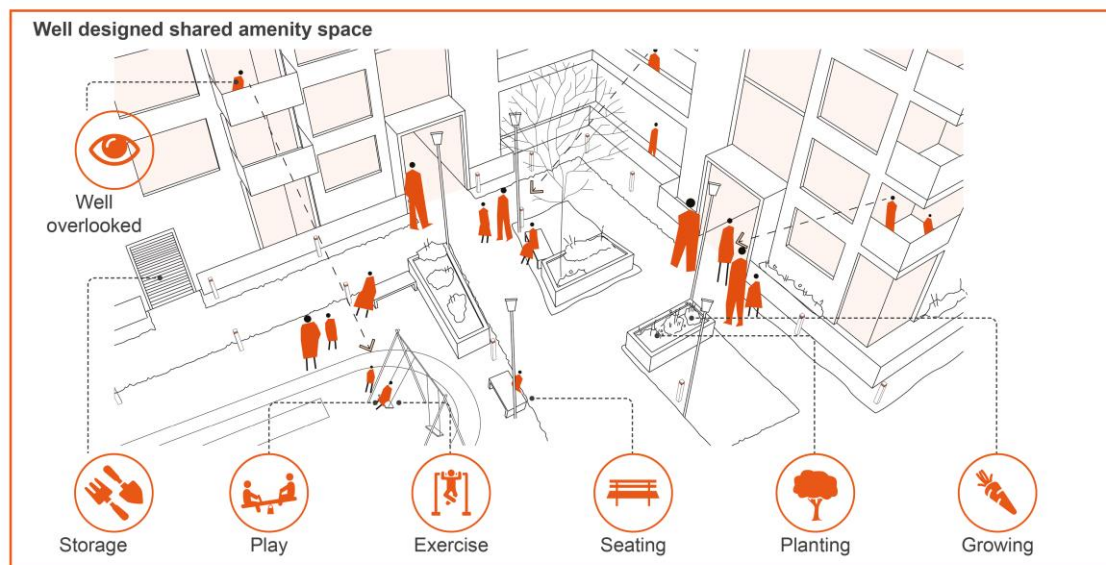 Well designed shared amenity space
Well
overlooked
Storage
Play
Exercise
Seating
Planting
Growing